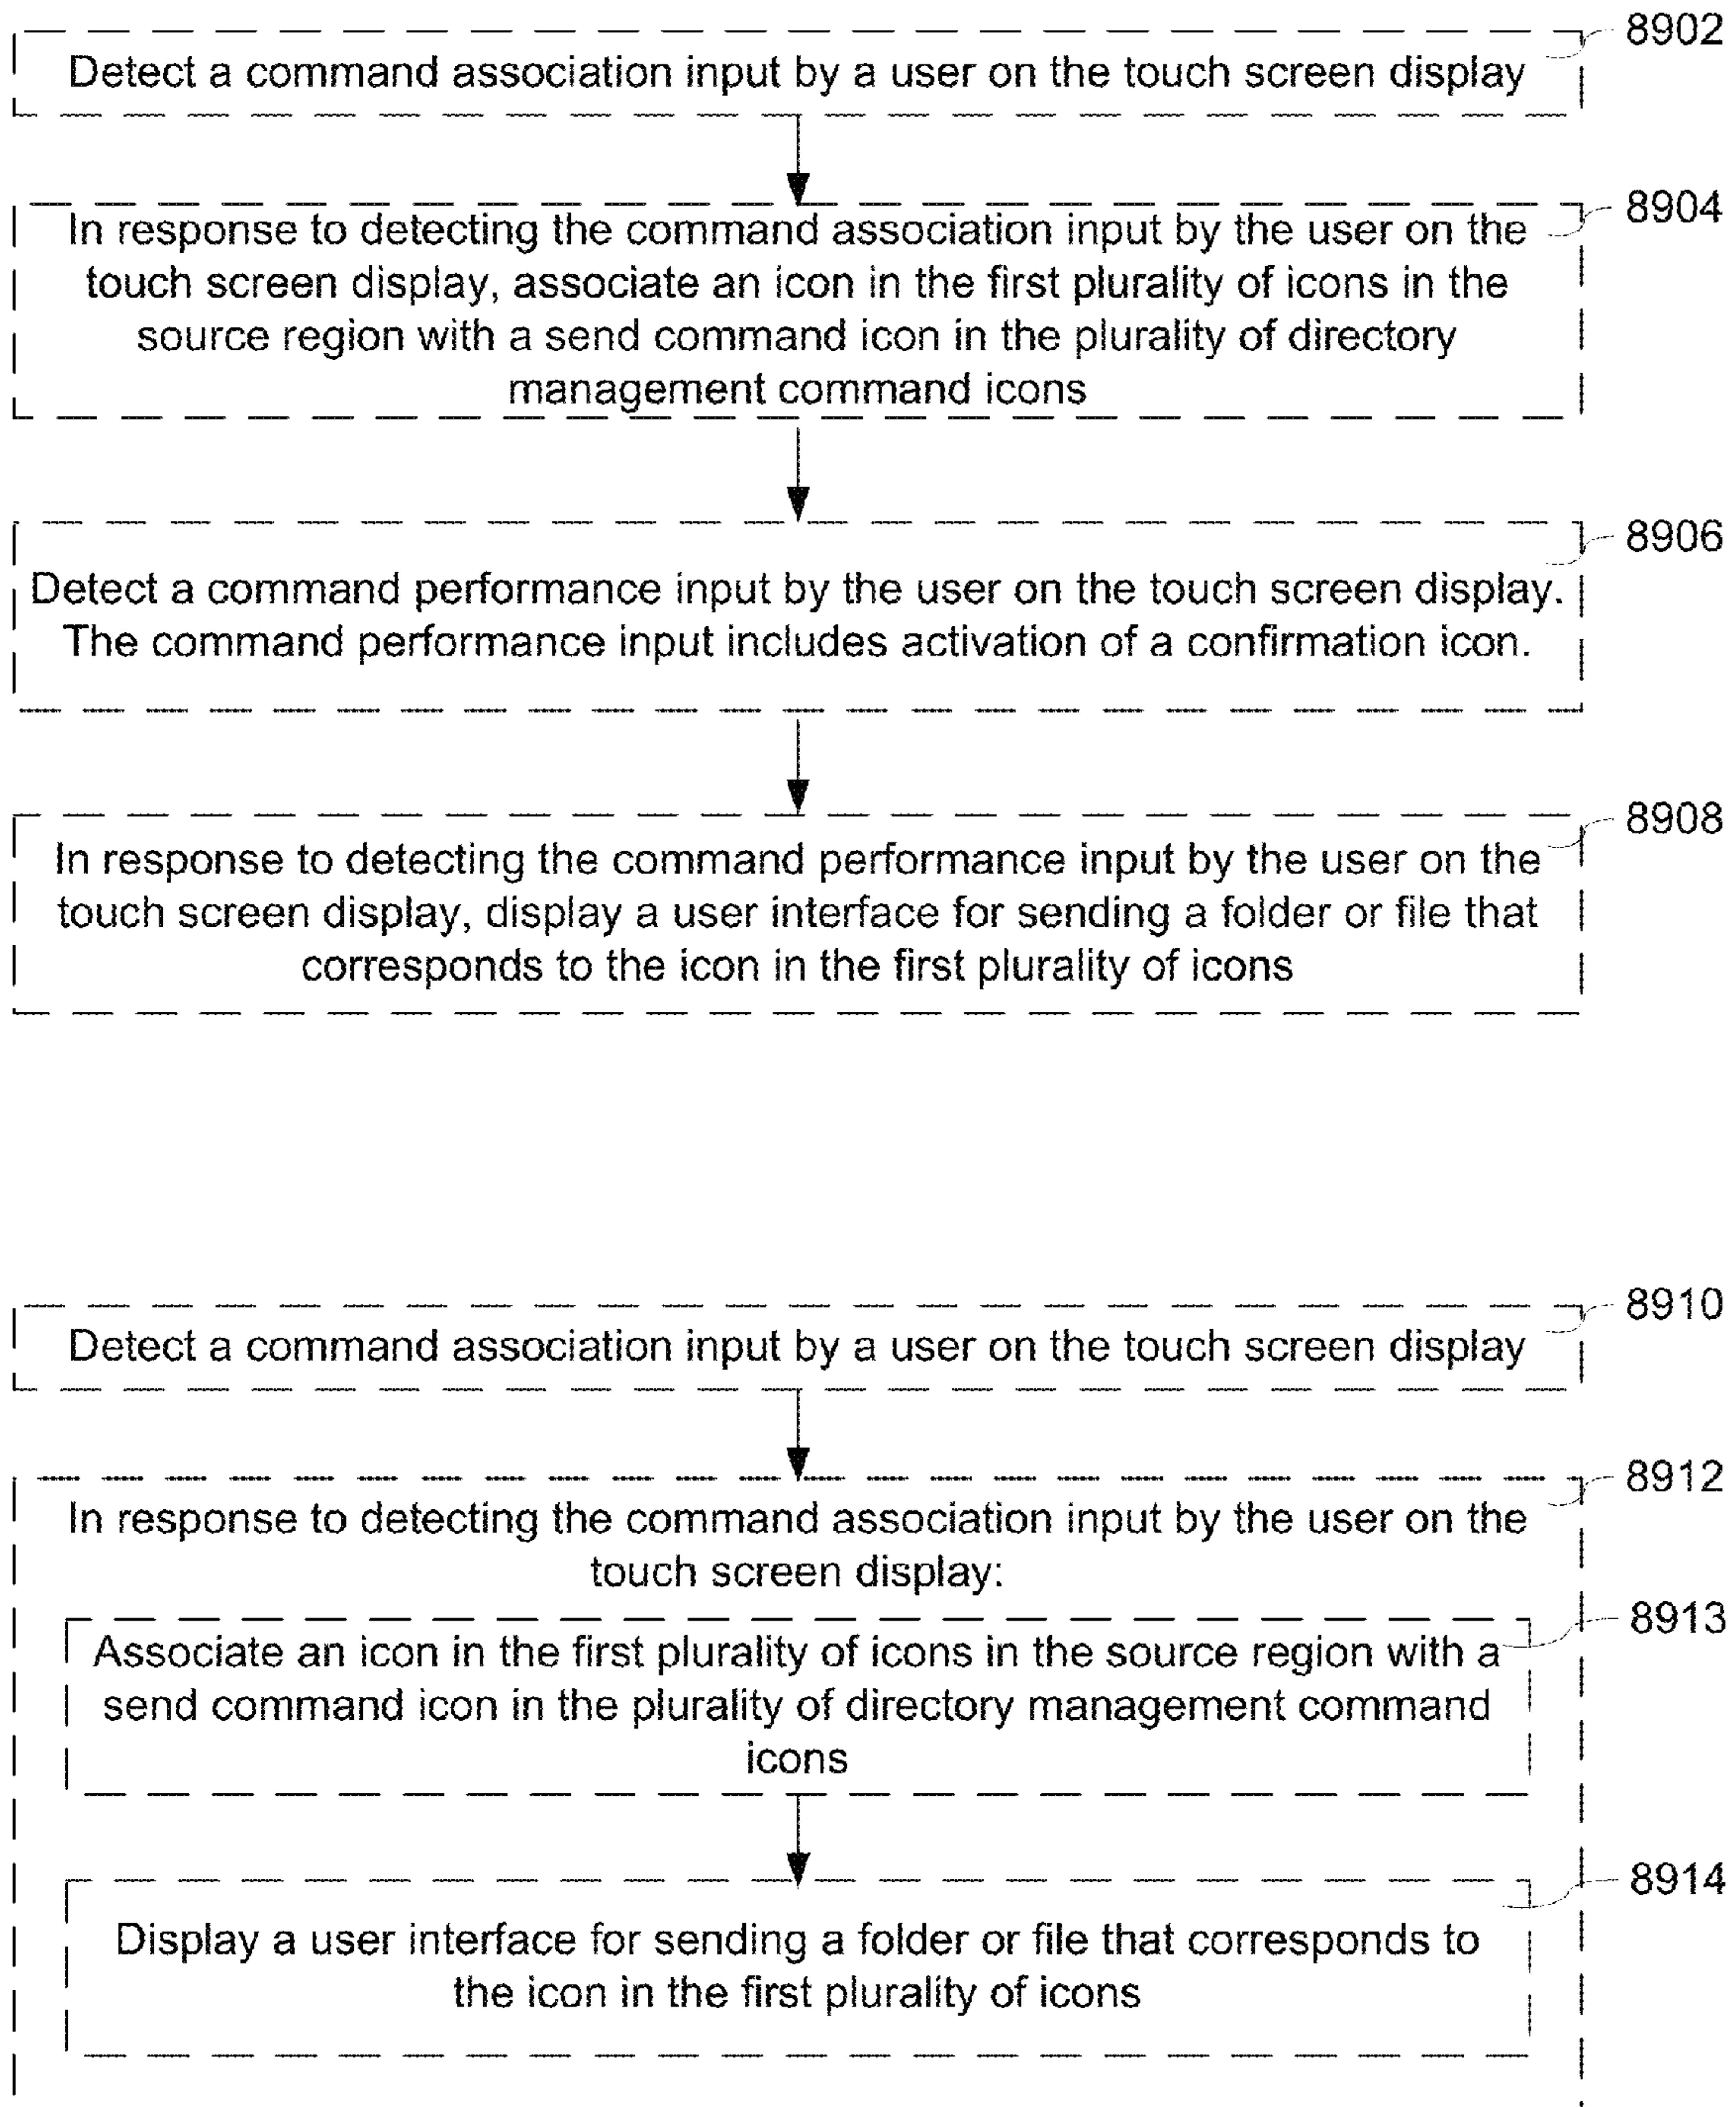 8902
Detect a command association input by a user on the touch screen display
8904
In response to detecting the command association input by the user on the
touch screen display, associate an icon in the first plurality of icons in the
source region with a send command icon in the plurality of directory
management command icons
8906
Detect a command performance input by the user on the touch screen display.
The command performance input includes activation of a confirmation icon.
8908
In response to detecting the command performance input by the user on the
touch screen display, display a user interface for sending a folder or file that
corresponds to the icon in the first plurality of icons
8910
Detect a command association input by a user on the touch screen display
8912
In response to detecting the command association input by the user on the
touch screen display:
8913
Associate an icon in the first plurality of icons in the source region with a
send command icon in the plurality of directory management command
icons
8914
Display a user interface for sending a folder or file that corresponds to
the icon in the first plurality of icons